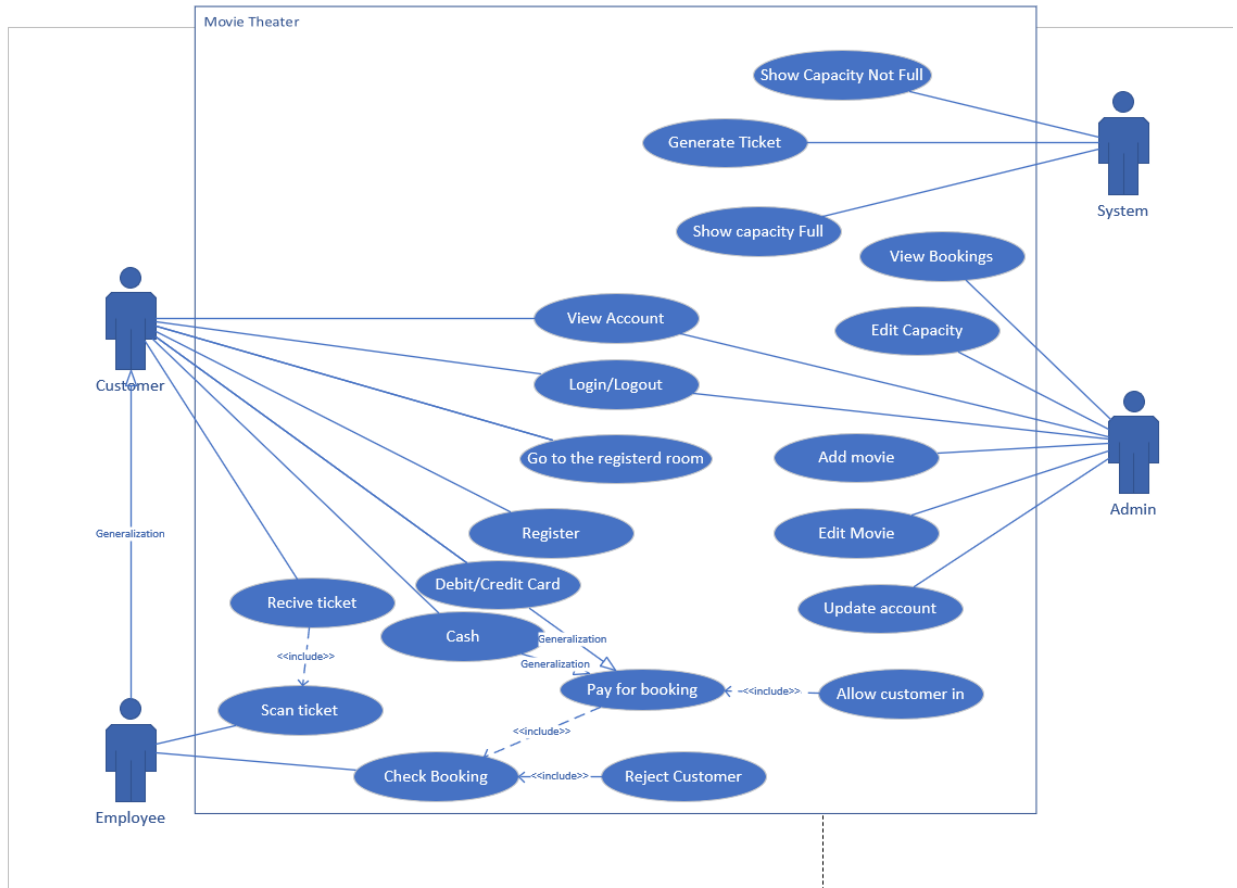 Movie Theater
Show Capacity Not Full
Generate Ticket
System
Show capacity Full
View Bookings
View Account
Edit Capacity
Customer
Login/Logout
Go to the registerd room
Add movie
Admin
Generalization
Register
Edit Movie
Debit/Credit Card
Recive ticket
Update account
Cash
Generalization
<<include>>
Generalization
Pay for booking
<<include>>
Allow customer in
Scan ticket
<<include>>
Check Booking
<<include>>
Reject Customer
Employee